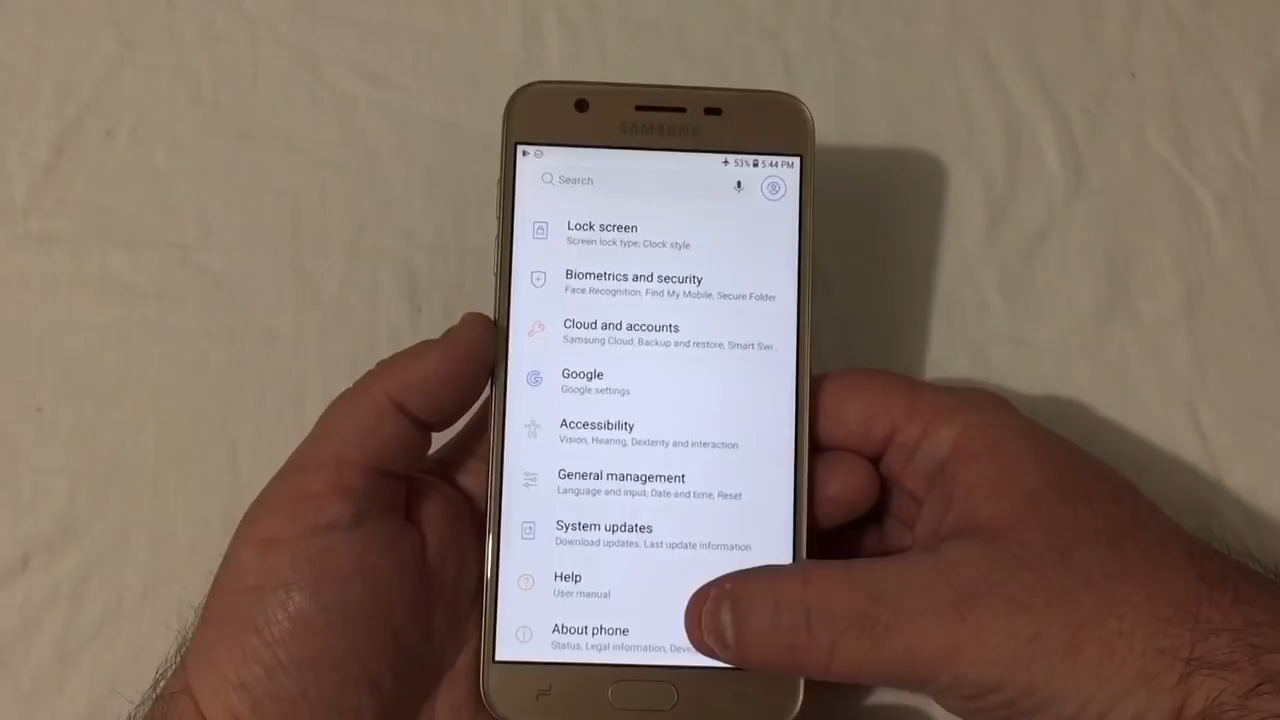 SAMSUNG
53% 5:44 PM
Search
Lock screen
Screen lock type, Clock style
Biometrics and security
Face Recognition, Find My Mobile, Secure Folder
Cloud and accounts
Samsung Cloud, Backup and restore, Smart Swi...
Google
Google settings
Accessibility
Vision, Hearing, Dexterity and interaction
General management
Language and input, Date and time, Reset
System updates
Download updates, Last update information
Help
User manual
About phone
Status, Legal information,